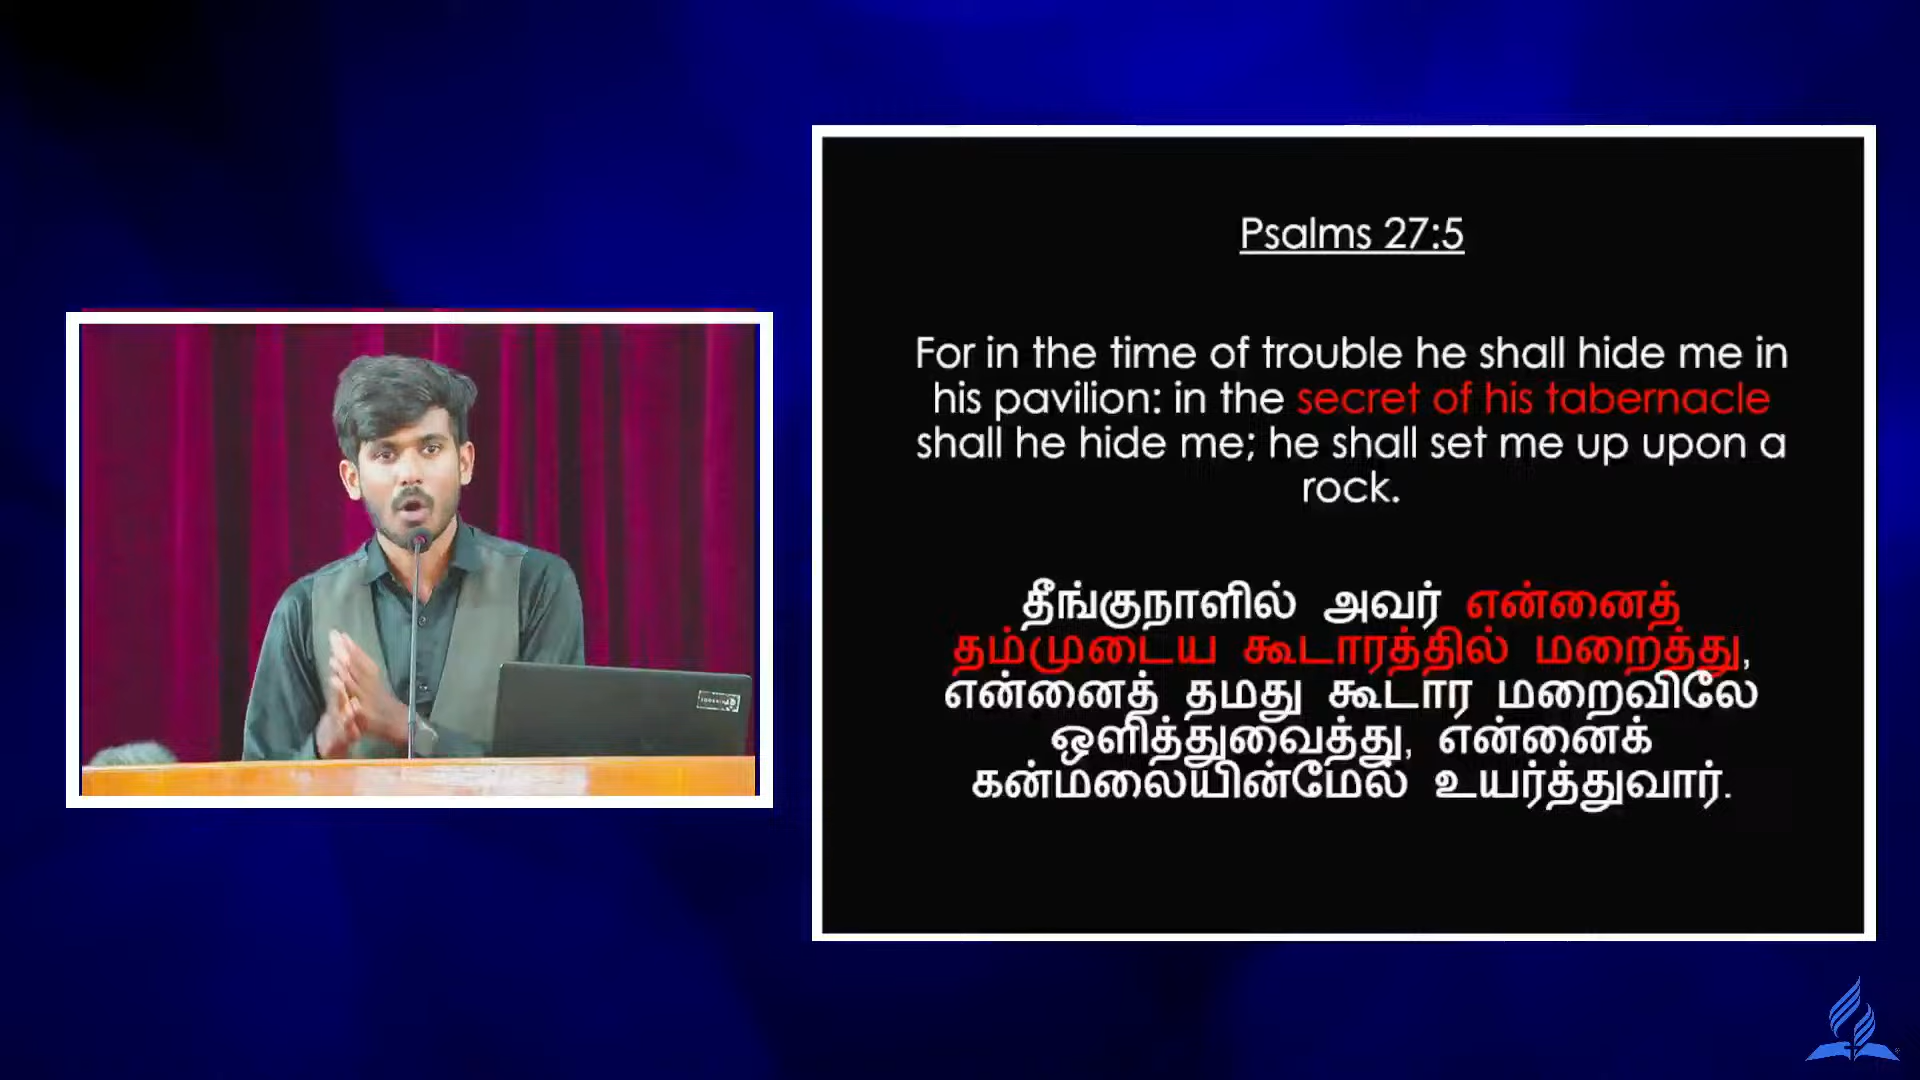 Psalms 27:5
For in the time of trouble he shall hide me in
his pavilion: in the secret of his tabernacle
shall he hide me; he shall set me up upon a
rock.
தீங்குநாளில் அவர் என்னைத்
தம்முடைய கூடாரத்தில் மறைத்து,
என்னைத் தமது கூடார மறைவிலே
ஒளித்துவைத்து, என்னைக்
கன்மலையின்மேல் உயர்த்துவார்.